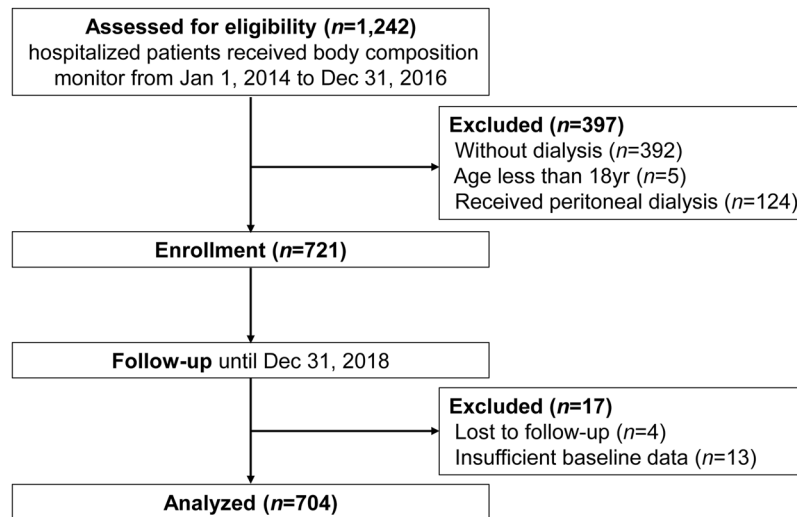 Assessed for eligibility (n=1,242)
hospitalized patients received body composition
monitor from Jan 1, 2014 to Dec 31, 2016
Excluded (n=397)
Without dialysis (n=392)
Age less than 18yr (n=5)
Received peritoneal dialysis (n=124)
Enrollment (n=721)
Follow-up until Dec 31, 2018
Excluded (n=17)
Lost to follow-up (n=4)
Insufficient baseline data (n=13)
Analyzed (n=704)